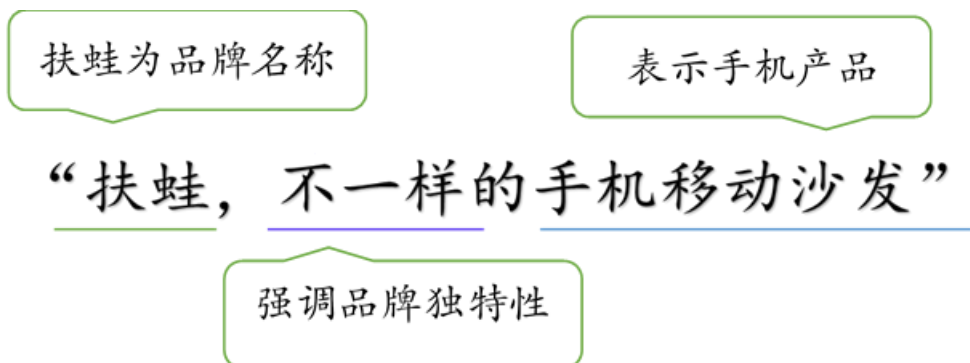 扶蛙为品牌名称
表示手机产品
“扶蛙，不一样的手机移动沙发”
强调品牌独特性